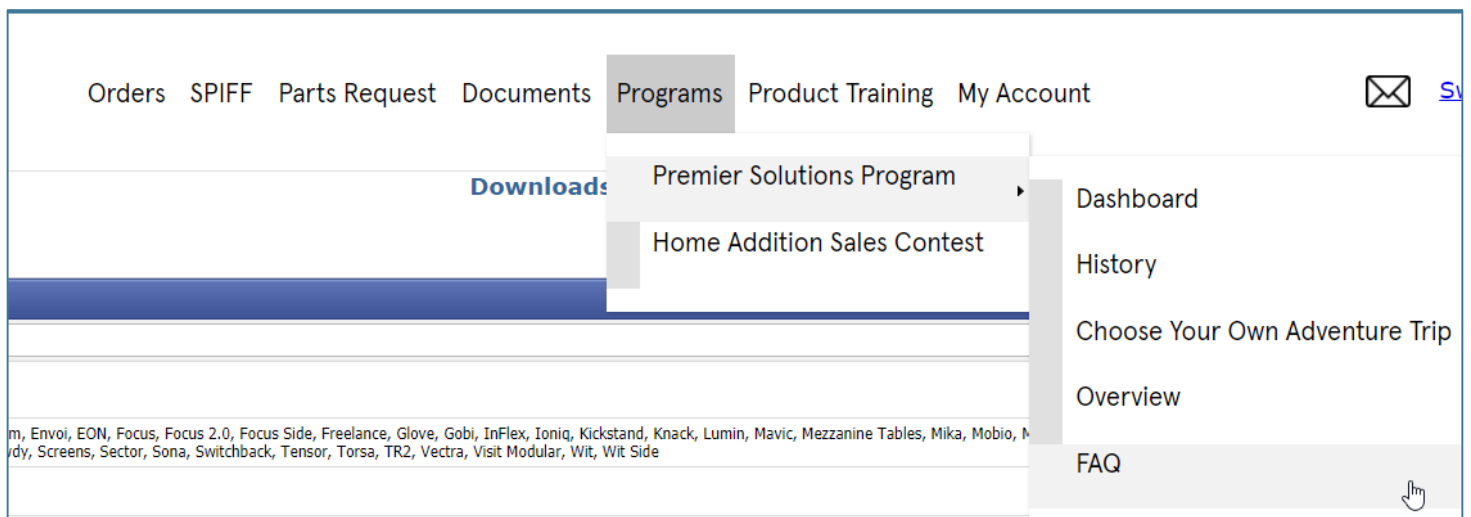 Orders SPIFF Parts Request Documents Programs Product Training My Account
Downloads
Premier Solutions Program
Home Addition Sales Contest
Dashboard
History
Choose Your Own Adventure Trip
Overview
FAQ
Envoi, EON, Focus, Focus 2.0, Focus Side, Freelance, Glove, Gobi, InFlex, Ioniq, Kickstand, Knack, Lumin, Mavic, Mezzanine Tables, Mika, Mobio,
Screens, Sector, Sona, Switchback, Tensor, Torsa, TR2, Vectra, Visit Modular, Wit, Wit Side